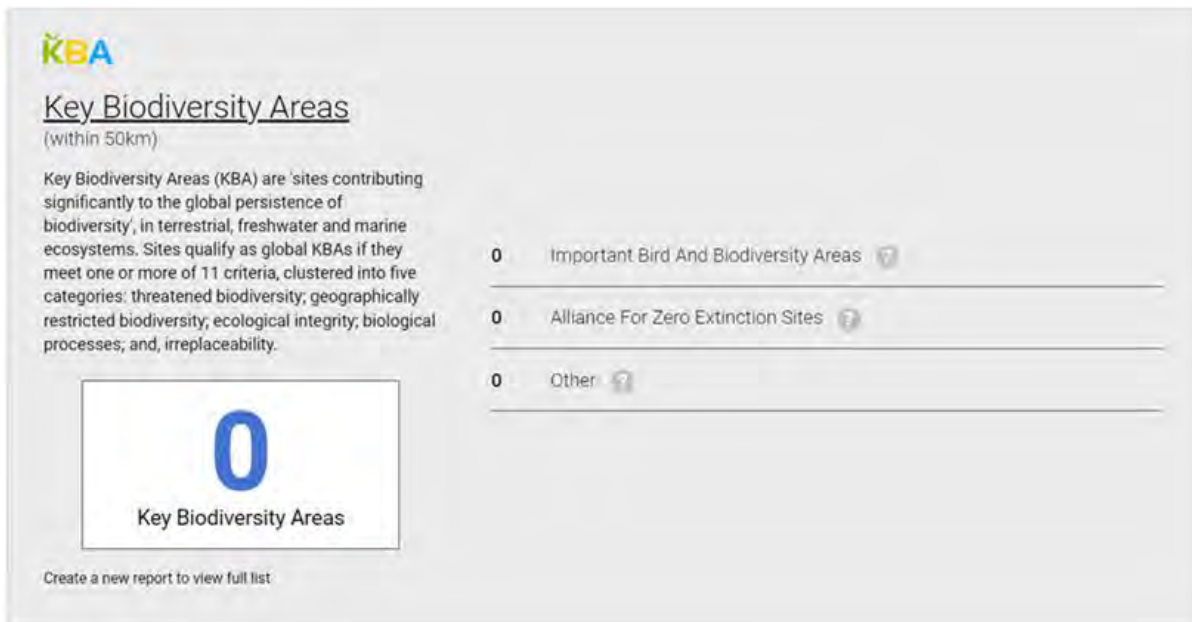 KBA
Key Biodiversity Areas
(within 50km)
Key Biodiversity Areas (KBA) are 'sites contributing
significantly to the global persistence of
biodiversity', in terrestrial, freshwater and marine
ecosystems. Sites qualify as global KBAs if they
meet one or more of 11 criteria, clustered into five
categories: threatened biodiversity; geographically
restricted biodiversity; ecological integrity; biological
processes; and, irreplaceability.
0
Key Biodiversity Areas
Create a new report to view full list
0 Important Bird And Biodiversity Areas ?
0 Alliance For Zero Extinction Sites ?
0 Other ?